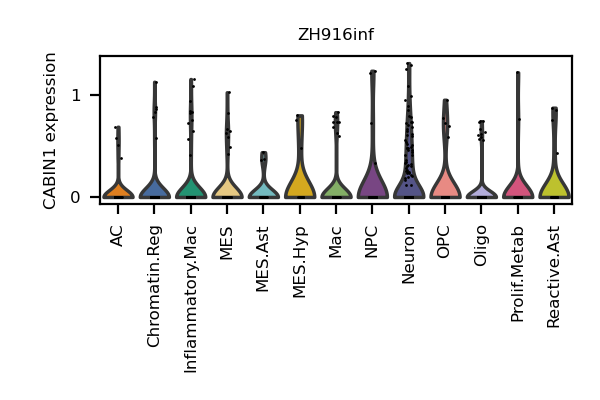 ZH916inf
CABIN1 expression
1
0
AC
Chromatin.Reg
Inflammatory.Mac
MES
MES.Ast
MES.Hyp
Mac
NPC
Neuron
OPC
Oligo
Prolif.Metab
Reactive.Ast